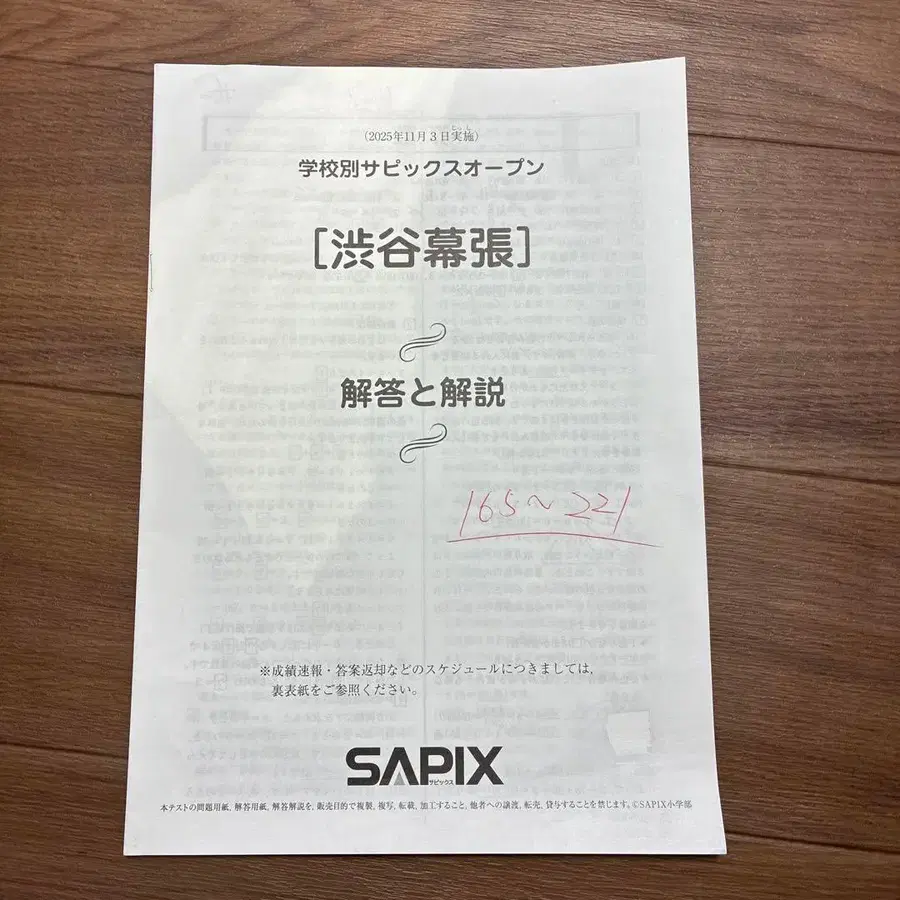 (2025年11月3日実施)
学校別サピックスオープン
[渋谷幕張]
解答と解説
165～221
※成績速報・答案返却などのスケジュールにつきましては,
裏表紙をご参照ください。
SAPIX
サピックス
本テストの問題用紙, 解答用紙, 解答解説を, 販売目的で複製, 複写, 転載, 加工すること, 他者への譲渡, 転売, 貸与することを禁じます。©SAPIX小学部